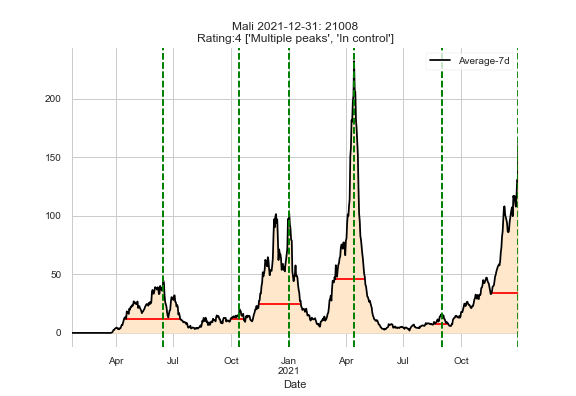 Mali 2021-12-31: 21008
Rating:4 ['Multiple peaks', 'In control']
Average-7d
200
150
100
50
0
Apr Jul Oct Jan Apr Jul Oct
2021
Date